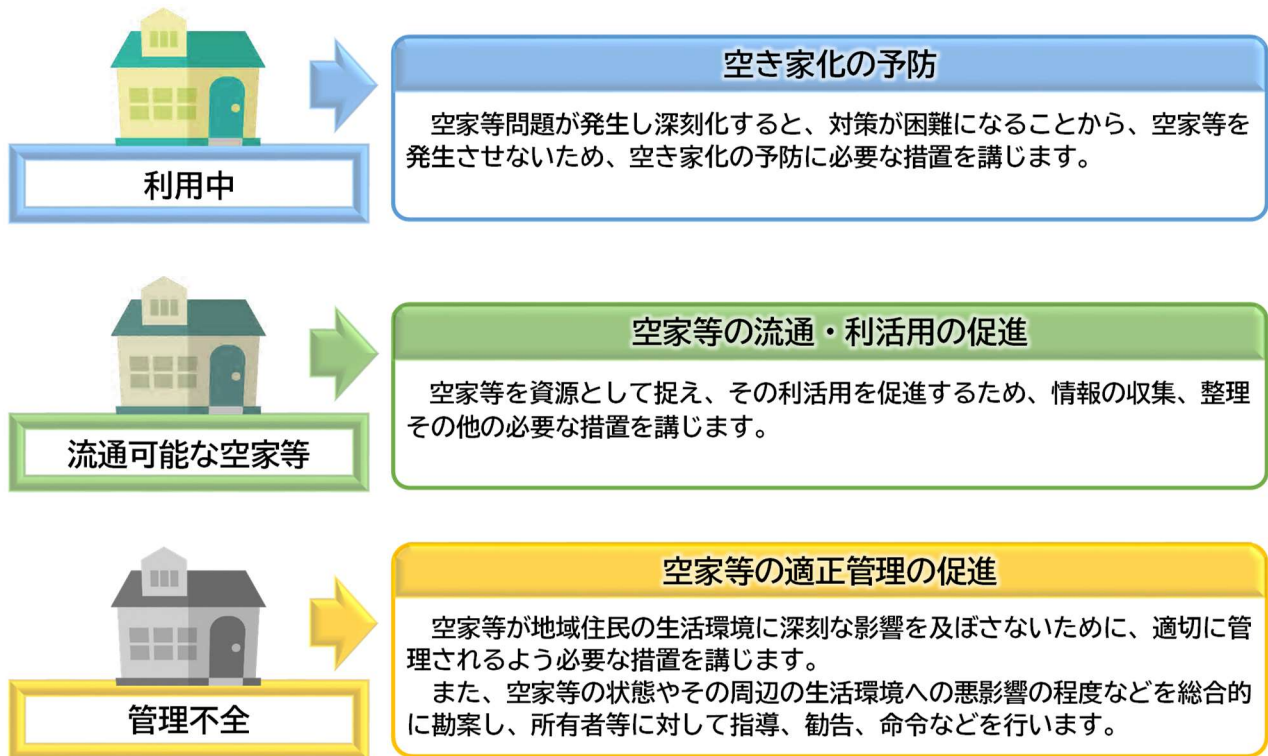 利用中
空き家化の予防
空家等問題が発生し深刻化すると、対策が困難になることから、空家等を
発生させないため、空き家化の予防に必要な措置を講じます。
流通可能な空家等
空家等の流通・利活用の促進
空家等を資源として捉え、その利活用を促進するため、情報の収集、整理
その他の必要な措置を講じます。
管理不全
空家等の適正管理の促進
空家等が地域住民の生活環境に深刻な影響を及ぼさないために、適切に管
理されるよう必要な措置を講じます。
また、空家等の状態やその周辺の生活環境への悪影響の程度などを総合的
に勘案し、所有者等に対して指導、勧告、命令などを行います。